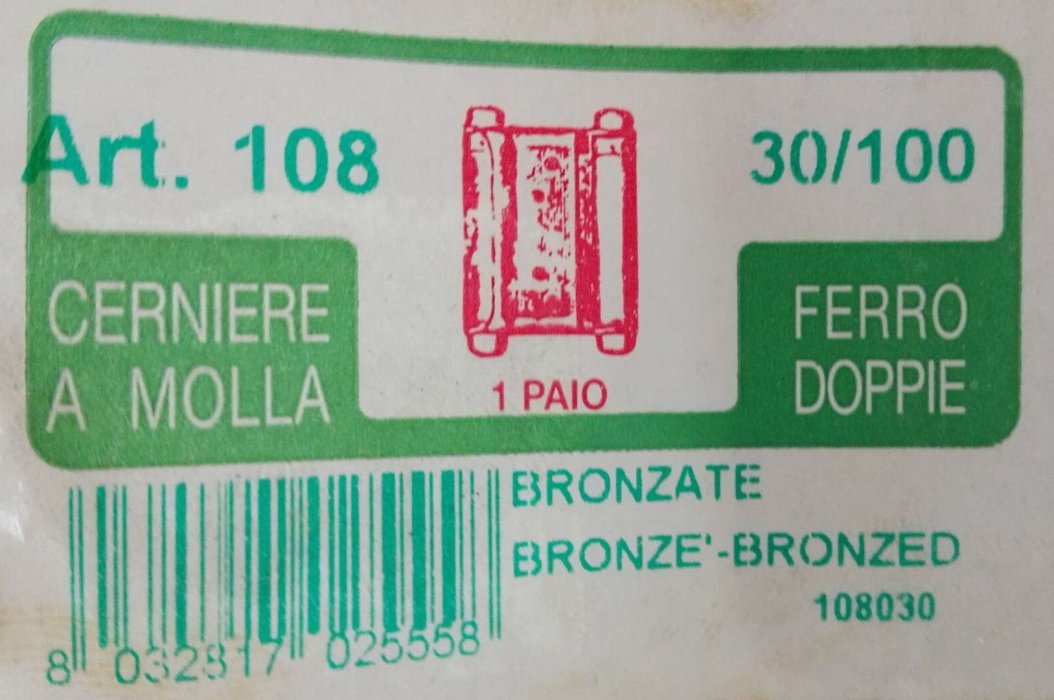 Art. 108
30/100
CERNIERE
A MOLLA
1 PAIO
FERRO
DOPPIE
BRONZATE
BRONZE'-BRONZED
108030
8 032817 025558